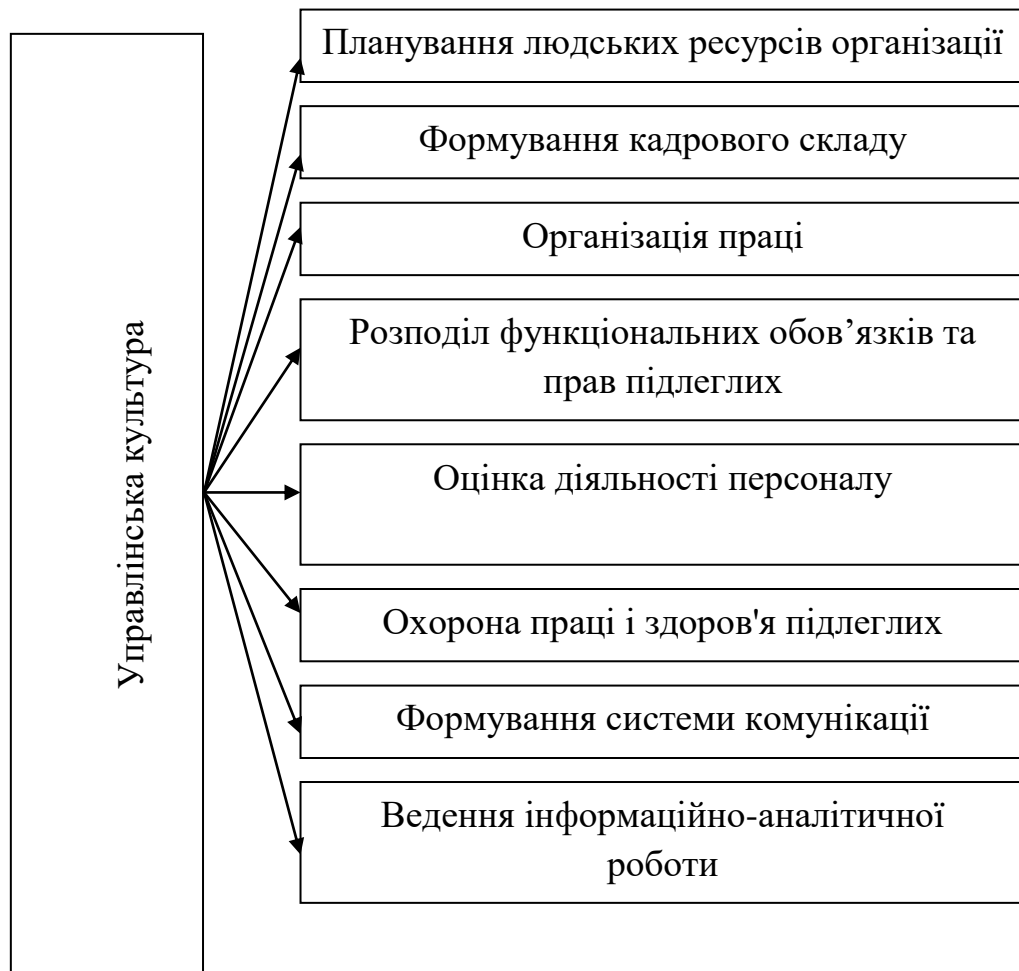 Управлінська культура
Планування людських ресурсів організації
Формування кадрового складу
Організація праці
Розподіл функціональних обов’язків та
прав підлеглих
Оцінка діяльності персоналу
Охорона праці і здоров'я підлеглих
Формування системи комунікації
Ведення інформаційно-аналітичної
роботи